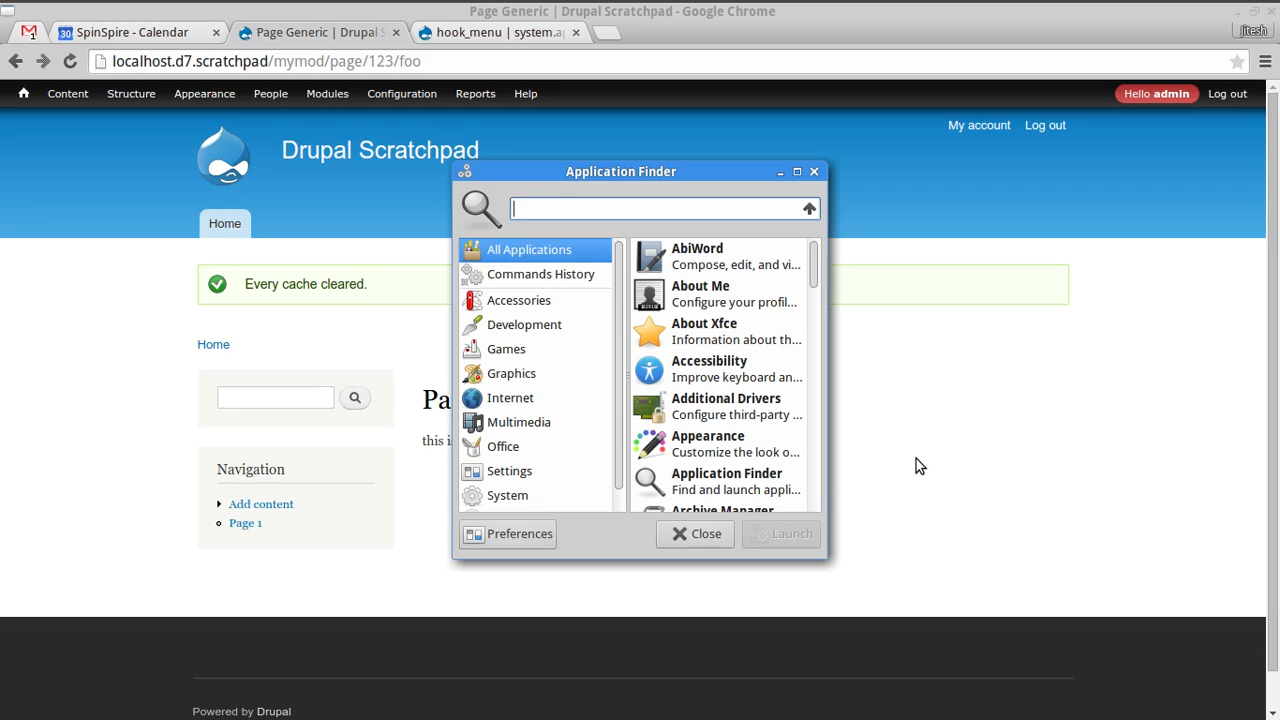 Page Generic | Drupal Scratchpad - Google Chrome
1
30 SpinSpire - Calendar
Page Generic | Drupal S
hook_menu | system.a
jitesh
localhost.d7.scratchpad/mymod/page/123/foo
Content Structure Appearance People Modules Configuration Reports Help
Hello admin Log out
My account Log out
Drupal Scratchpad
Home
Every cache cleared.
Home
Navigation
Add content
Page 1
Pa
this i
Application Finder
All Applications
Commands History
Accessories
Development
Games
Graphics
Internet
Multimedia
Office
Settings
System
AbiWord
Compose, edit, and vi...
About Me
Configure your profil...
About Xfce
Information about th...
Accessibility
Improve keyboard an...
Additional Drivers
Configure third-party ...
Appearance
Customize the look o...
Application Finder
Find and launch appli...
Archive Manager
Preferences
Close
Launch
Powered by Drupal